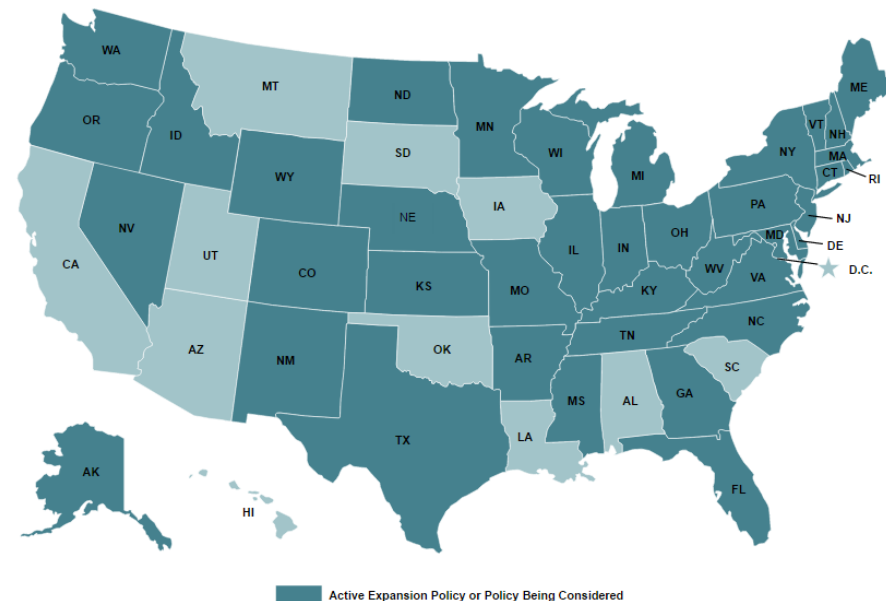 WA
MT
ND
ME
OR
ID
MN
VT
NH
SD
WI
NY
MA
WY
MI
CT
RI
IA
PA
NE
NJ
NV
OH
MD
IL
IN
DE
UT
CA
CO
WV
D.C.
VA
KS
MO
KY
NC
TN
AZ
OK
NM
AR
SC
MS
AL
GA
LA
TX
AK
FL
HI
Active Expansion Policy or Policy Being Considered